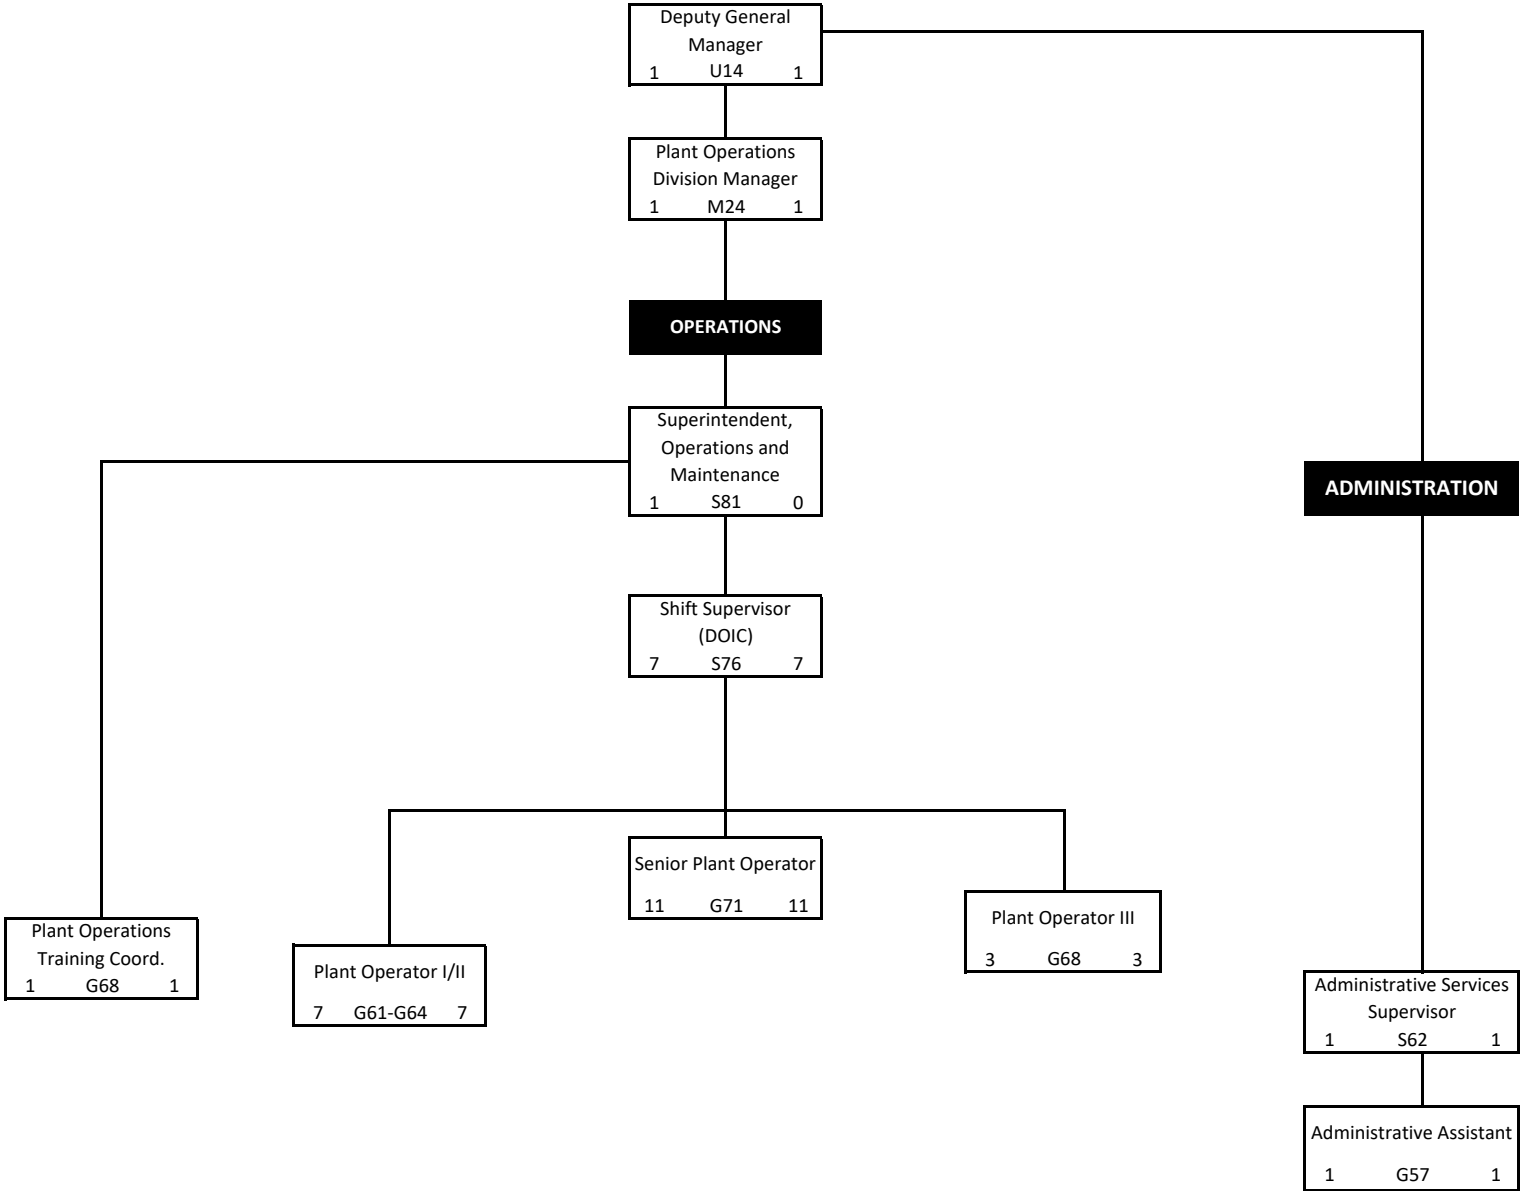 Deputy General
Manager
1 U14 1
Plant Operations
Division Manager
1 M24 1
OPERATIONS
Superintendent,
Operations and
Maintenance
1 S81 0
ADMINISTRATION
Shift Supervisor
(DOIC)
7 S76 7
Senior Plant Operator
11 G71 11
Plant Operator III
3 G68 3
Plant Operations
Training Coord.
1 G68 1
Plant Operator I/II
7 G61-G64 7
Administrative Services
Supervisor
1 S62 1
Administrative Assistant
1 G57 1